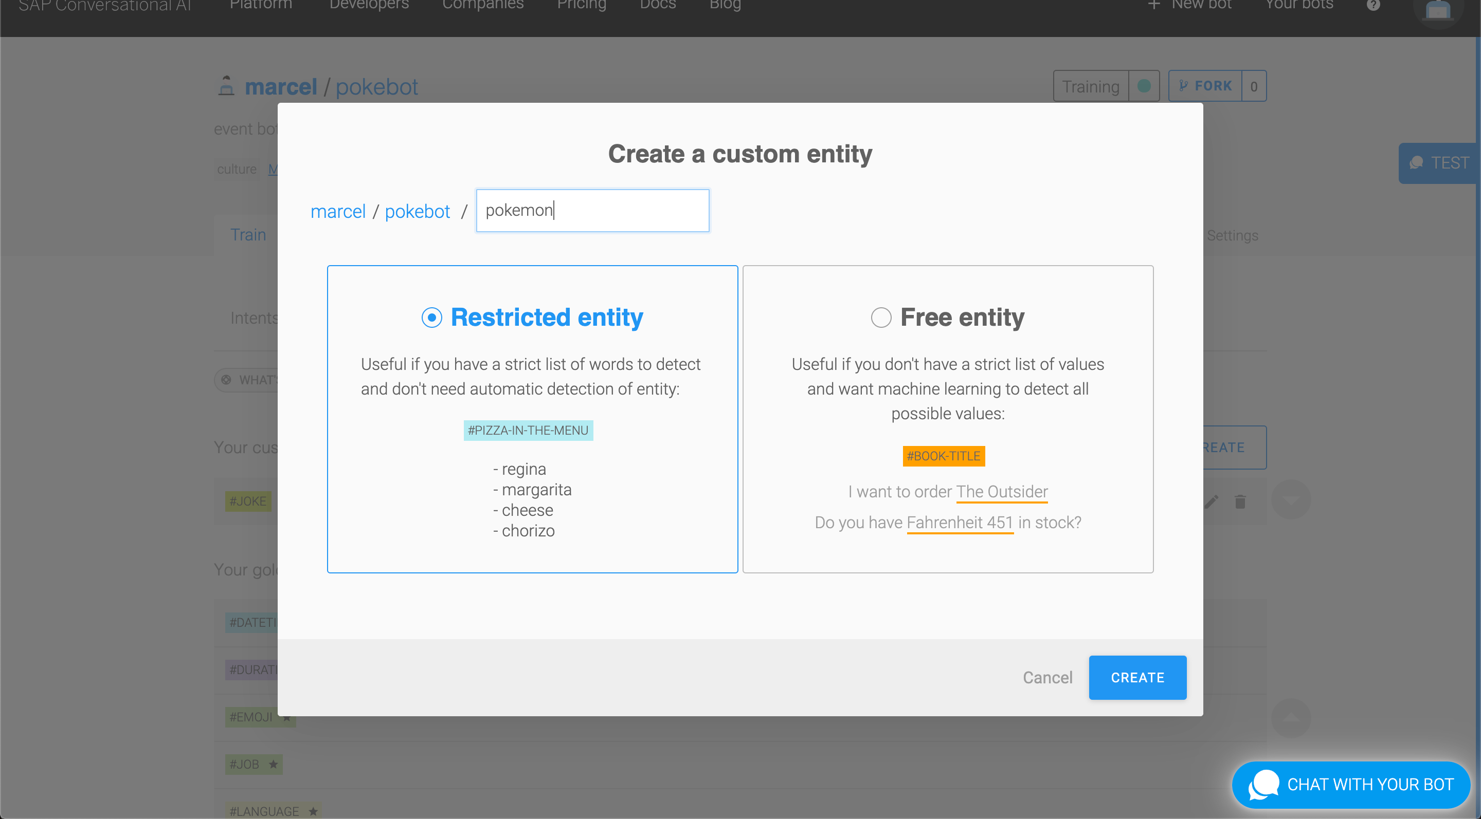 SAP Conversational AI Platform Developers Companies Pricing Docs Blog + New bot Your bots ?
marcel / pokebot
Training FORK 0
event bot
culture M
TEST
Create a custom entity
marcel / pokebot / pokemon
Train
Settings
Restricted entity
Useful if you have a strict list of words to detect
and don't need automatic detection of entity:
#PIZZA-IN-THE-MENU
- regina
- margarita
- cheese
- chorizo
Free entity
Useful if you don't have a strict list of values
and want machine learning to detect all
possible values:
#BOOK-TITLE
I want to order The Outsider
Do you have Fahrenheit 451 in stock?
Intents
WHAT'S
Your cus
REATE
#JOKE
Your gol
#DATETI
#DURATI
#EMOJI
#JOB
#LANGUAGE
Cancel CREATE
CHAT WITH YOUR BOT